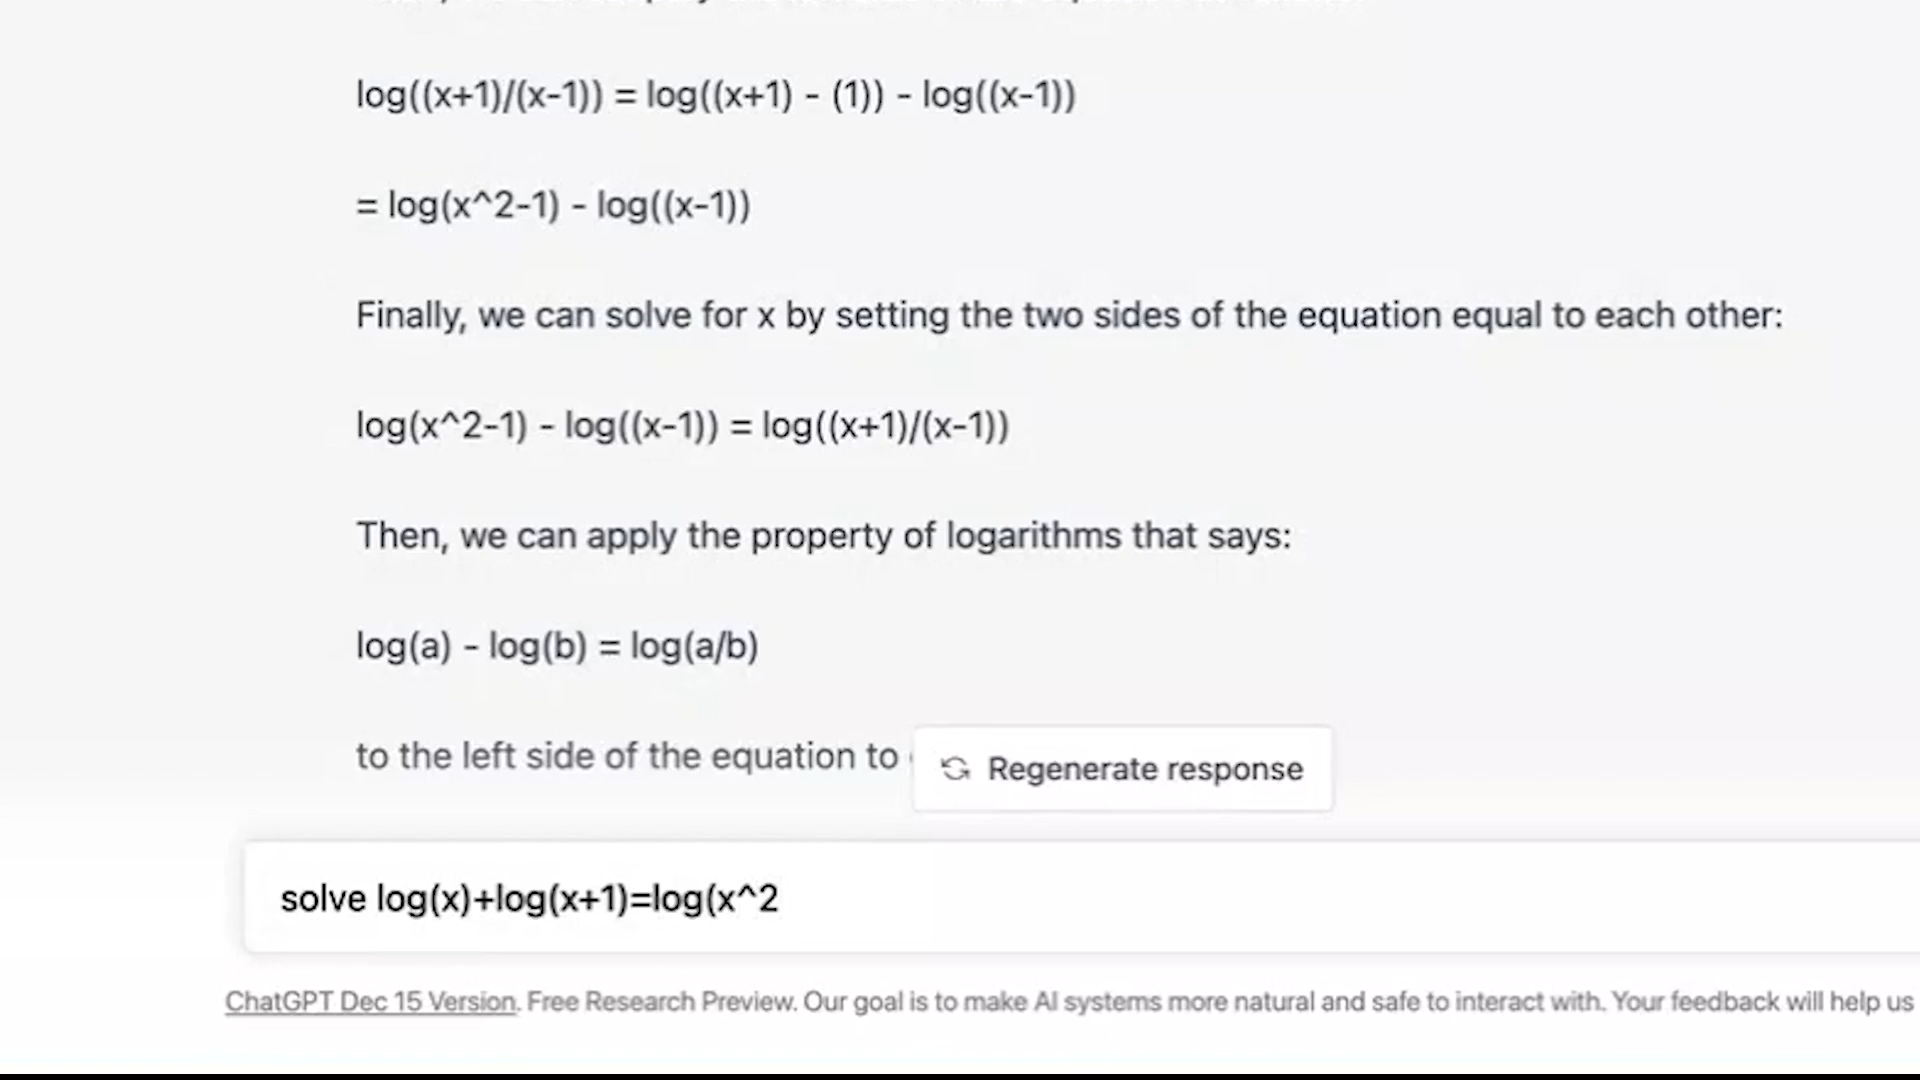 log((x+1)/(x-1)) = log((x+1) - (1)) - log((x-1))
= log(x^2-1) - log((x-1))
Finally, we can solve for x by setting the two sides of the equation equal to each other:
log(x^2-1) - log((x-1)) = log((x+1)/(x-1))
Then, we can apply the property of logarithms that says:
log(a) - log(b) = log(a/b)
to the left side of the equation to
Regenerate response
solve log(x)+log(x+1)=log(x^2
ChatGPT Dec 15 Version. Free Research Preview. Our goal is to make AI systems more natural and safe to interact with. Your feedback will help us